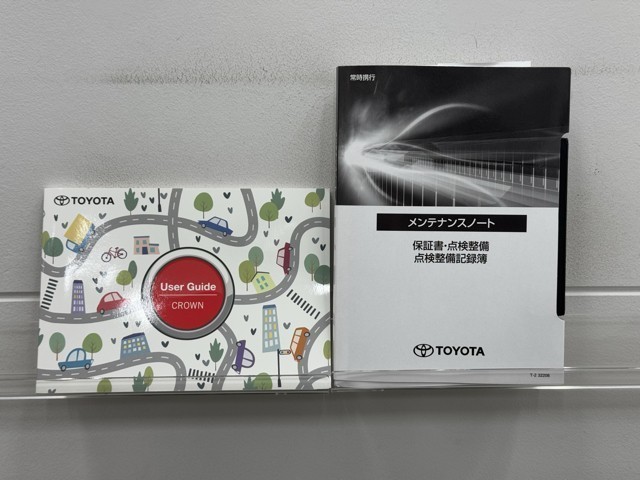 TOYOTA
User Guide
CROWN
常時携行
メンテナンスノート
保証書・点検整備
点検整備記録簿
TOYOTA